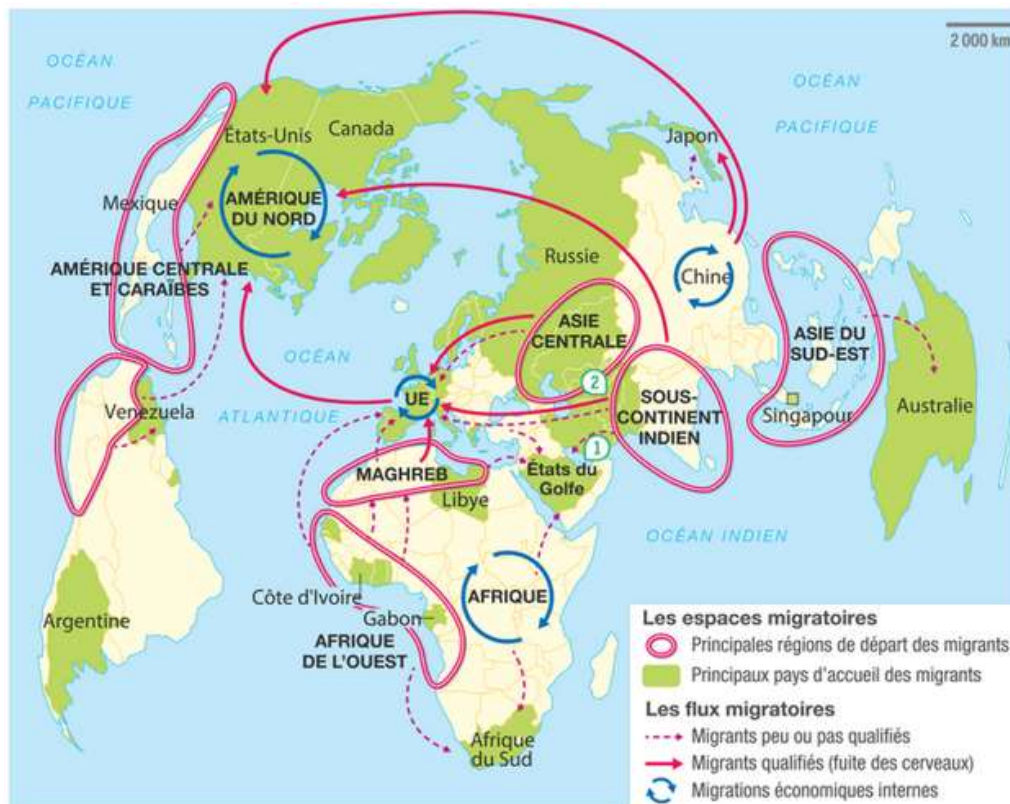 2 000 km
OCÉAN
PACIFIQUE
États-Unis
Canada
Japon
OCÉAN
PACIFIQUE
Mexique
AMÉRIQUE
DU NORD
Russie
Chine
AMÉRIQUE CENTRALE
ET CARAÏBES
ASIE
CENTRALE
ASIE DU
SUD-EST
OCÉAN
ATLANTIQUE
UE
2
SOUS-
CONTINENT
INDIEN
Venezuela
Singapour
Australie
1
MAGHREB
Libye
États du
Golfe
OCÉAN INDIEN
Côte d'Ivoire
Gabon
AFRIQUE
AFRIQUE
DE L'OUEST
Argentine
Afrique
du Sud
Les espaces migratoires
Principales régions de départ des migrants
Principaux pays d'accueil des migrants
Les flux migratoires
Migrants peu ou pas qualifiés
Migrants qualifiés (fuite des cerveaux)
Migrations économiques internes